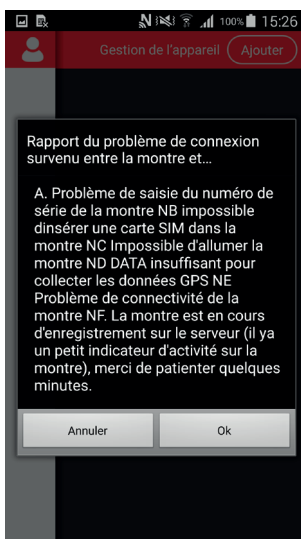 100% 15:26
Gestion de l'appareil Ajouter
Rapport du problème de connexion
survenu entre la montre et...
A. Problème de saisie du numéro de
série de la montre NB impossible
dinsérer une carte SIM dans la
montre NC Impossible d'allumer la
montre ND DATA insuffisant pour
collecter les données GPS NE
Problème de connectivité de la
montre NF. La montre est en cours
d'enregistrement sur le serveur (il ya
un petit indicateur d'activité sur la
montre), merci de patienter quelques
minutes.
Annuler Ok